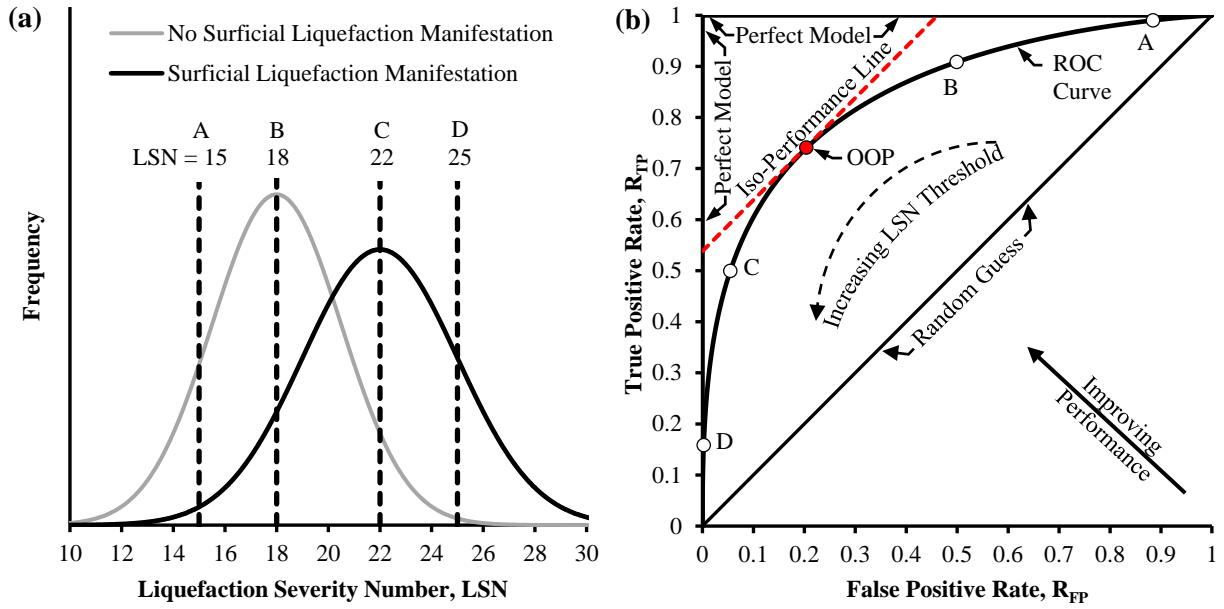 (a)
No Surficial Liquefaction Manifestation
Surficial Liquefaction Manifestation
A B C D
LSN = 15 18 22 25
Frequency
10 12 14 16 18 20 22 24 26 28 30
Liquefaction Severity Number, LSN
(b)
1
0.9
0.8
0.7
0.6
0.5
0.4
0.3
0.2
0.1
0
True Positive Rate, R_TP
Perfect Model
Perfect Model
Iso-Performance Line
A
B
ROC
Curve
OOP
C
D
Increasing LSN Threshold
Random Guess
Improving
Performance
0 0.1 0.2 0.3 0.4 0.5 0.6 0.7 0.8 0.9 1
False Positive Rate, R_FP